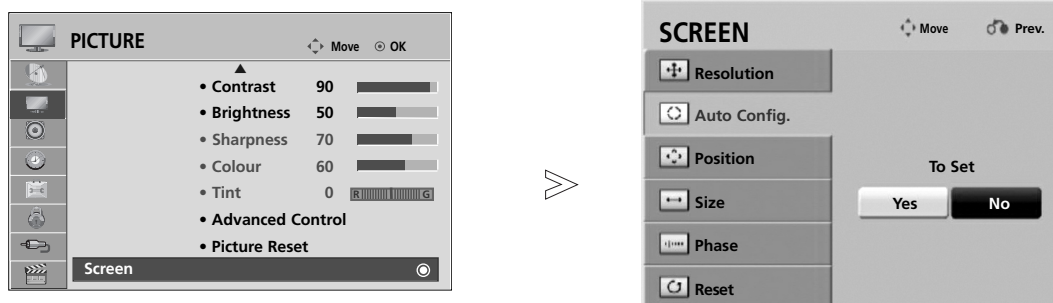 PICTURE
Move
OK
• Contrast 90
• Brightness 50
• Sharpness 70
• Colour 60
• Tint 0 R G
• Advanced Control
• Picture Reset
Screen
SCREEN
Move
Prev.
Resolution
Auto Config.
Position
Size
Phase
Reset
To Set
Yes No